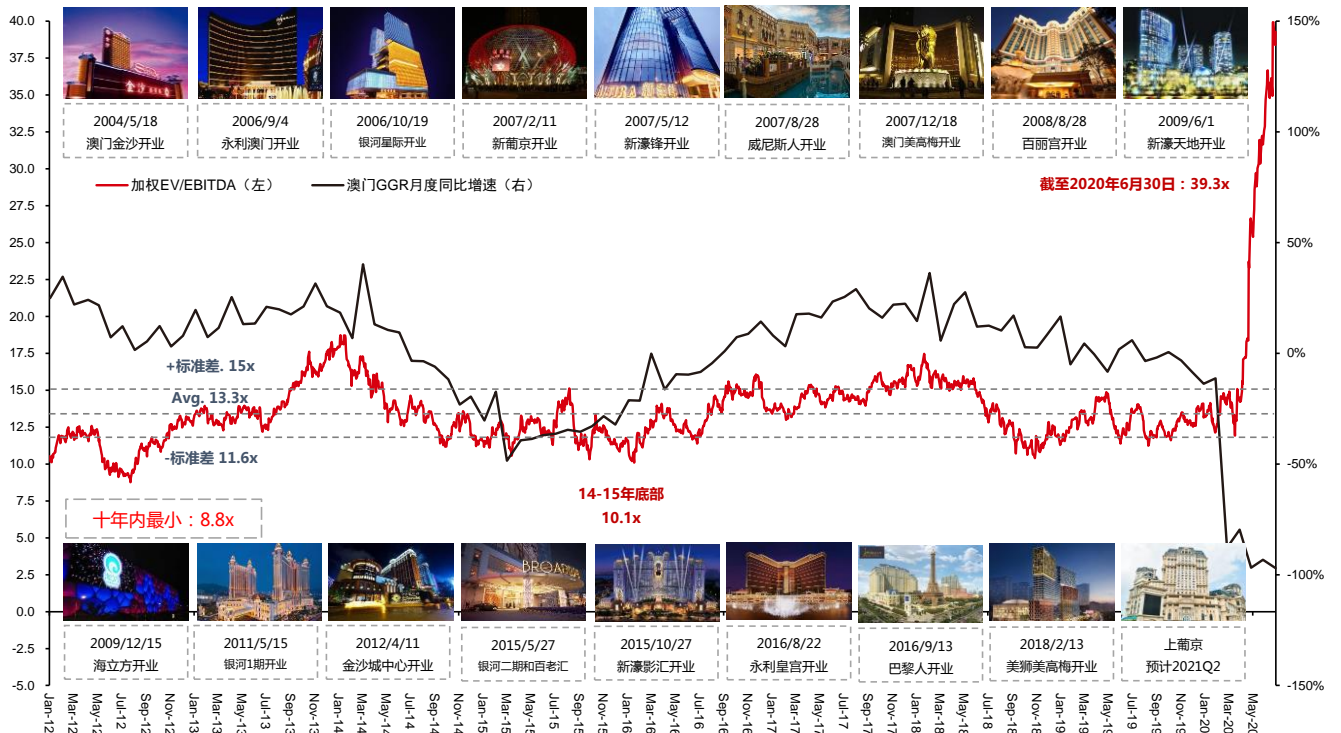 40.0
37.5
35.0
32.5
30.0
27.5
25.0
22.5
20.0
17.5
15.0
12.5
10.0
7.5
5.0
2.5
0.0
-2.5
-5.0
150%
100%
50%
0%
-50%
-100%
-150%
2004/5/18
澳门金沙开业
2006/9/4
永利澳门开业
2006/10/19
银河星际开业
2007/2/11
新葡京开业
2007/5/12
新濠锋开业
2007/8/28
威尼斯人开业
2007/12/18
澳门美高梅开业
2008/8/28
百丽宫开业
2009/6/1
新濠天地开业
加权EV/EBITDA（左）
澳门GGR月度同比增速（右）
截至2020年6月30日：39.3x
+标准差. 15x
Avg. 13.3x
-标准差 11.6x
14-15年底部
10.1x
十年内最小：8.8x
BROADWAY
2009/12/15
海立方开业
2011/5/15
银河1期开业
2012/4/11
金沙城中心开业
2015/5/27
银河二期和百老汇
2015/10/27
新濠影汇开业
2016/8/22
永利皇宫开业
2016/9/13
巴黎人开业
2018/2/13
美狮美高梅开业
上葡京
预计2021Q2
Jan-12
Mar-12
May-12
Jul-12
Sep-12
Nov-12
Jan-13
Mar-13
May-13
Jul-13
Sep-13
Nov-13
Jan-14
Mar-14
May-14
Jul-14
Sep-14
Nov-14
Jan-15
Mar-15
May-15
Jul-15
Sep-15
Nov-15
Jan-16
Mar-16
May-16
Jul-16
Sep-16
Nov-16
Jan-17
Mar-17
May-17
Jul-17
Sep-17
Nov-17
Jan-18
Mar-18
May-18
Jul-18
Sep-18
Nov-18
Jan-19
Mar-19
May-19
Jul-19
Sep-19
Nov-19
Jan-20
Mar-20
May-20